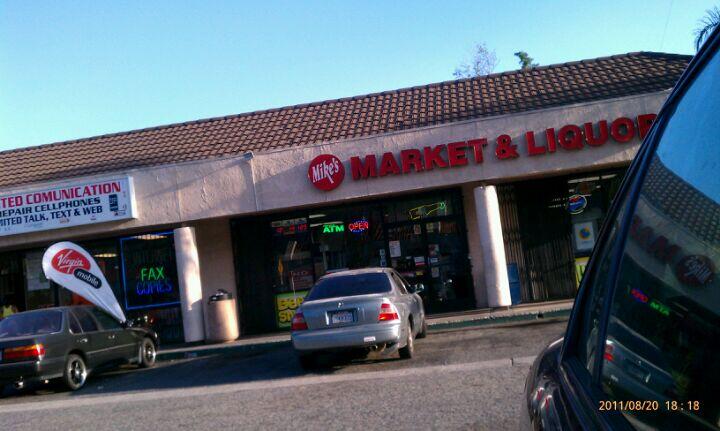 TED COMUNICATION
REPAIR CELLPHONES
MITED TALK, TEXT & WEB
Mike's MARKET & LIQUOR
ATM OPEN
Virgin
mobile
FAX
COPIES
2011/08/20 18:18